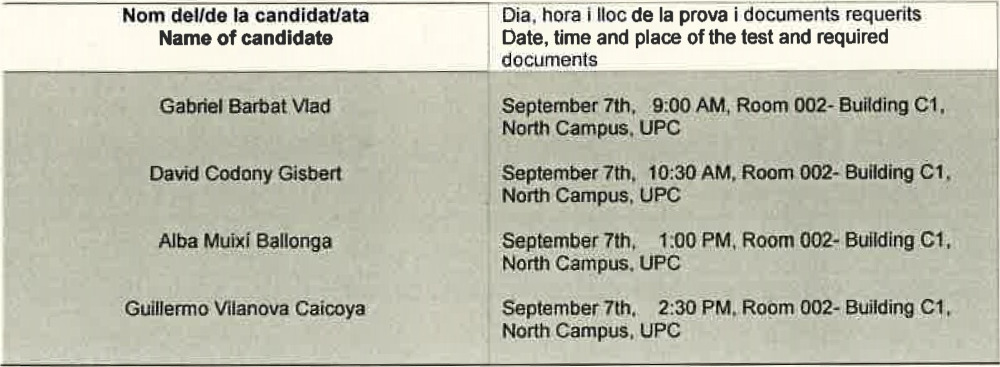 Nom del/de la candidat/ata
Name of candidate
Dia, hora i lloc de la prova i documents requerits
Date, time and place of the test and required
documents
Gabriel Barbat Vlad
September 7th, 9:00 AM, Room 002- Building C1,
North Campus, UPC
David Codony Gisbert
September 7th, 10:30 AM, Room 002- Building C1,
North Campus, UPC
Alba Muixí Ballonga
September 7th, 1:00 PM, Room 002- Building C1,
North Campus, UPC
Guillermo Vilanova Caicoya
September 7th, 2:30 PM, Room 002- Building C1,
North Campus, UPC